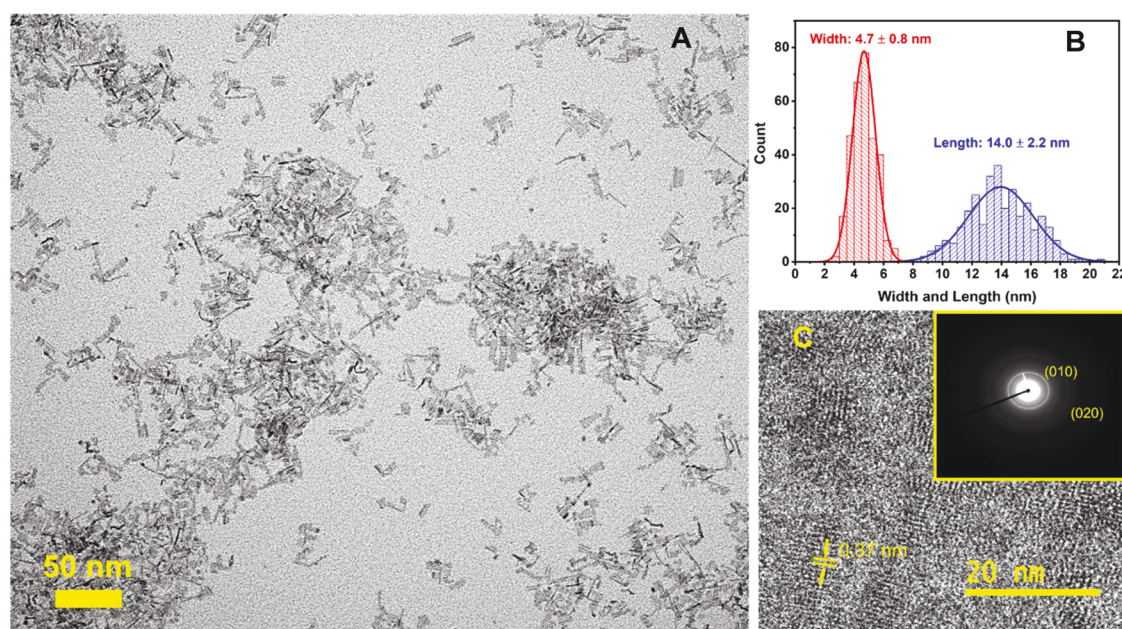 A
50 nm
B
Width: 4.7 ± 0.8 nm
Length: 14.0 ± 2.2 nm
Count
80
60
40
20
0
0 2 4 6 8 10 12 14 16 18 20 22
Width and Length (nm)
C
(010)
(020)
0.37 nm
20 nm